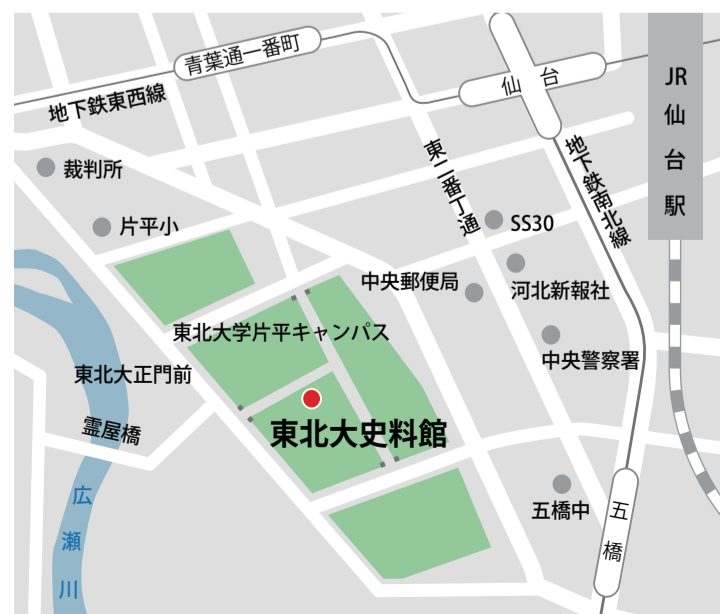 青葉通一番町
仙台
JR仙台駅
地下鉄東西線
裁判所
片平小
東二番丁通
地下鉄南北線
SS30
中央郵便局
河北新報社
東北大学片平キャンパス
中央警察署
東北大正門前
霊屋橋
東北大史料館
広瀬川
五橋中
五橋